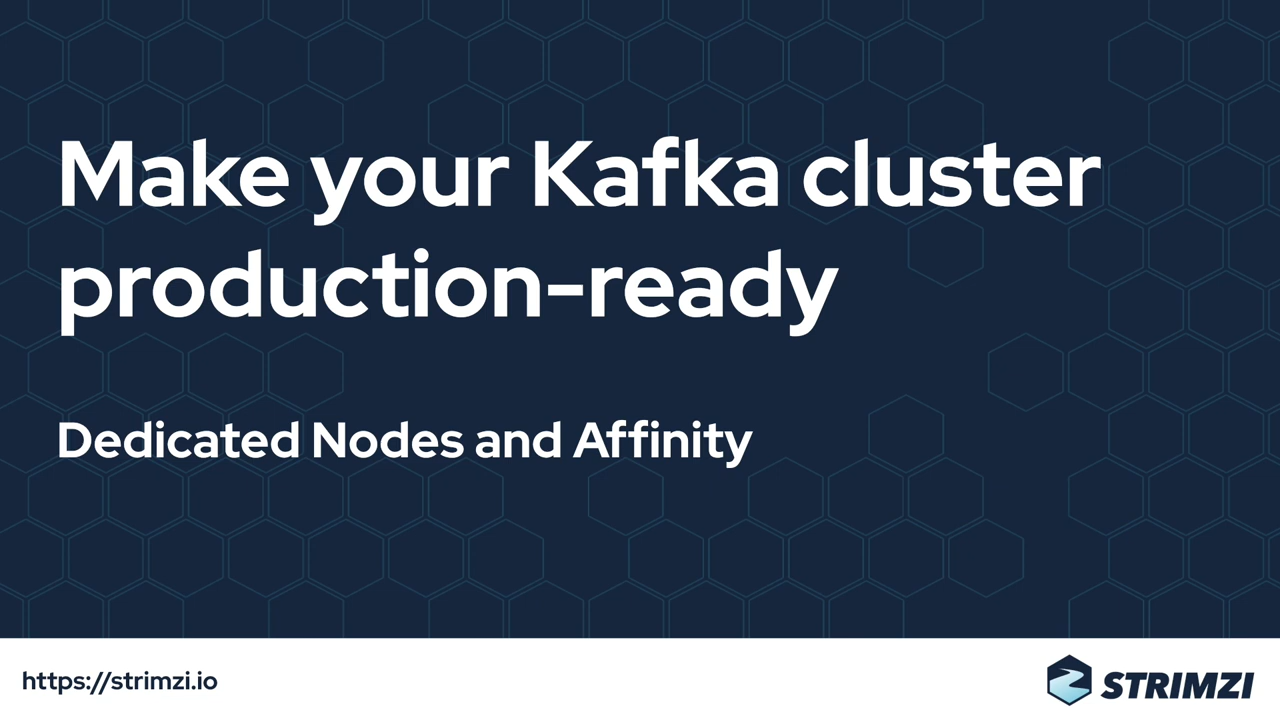 Make your Kafka cluster
production-ready
Dedicated Nodes and Affinity
https://strimzi.io
STRIMZI